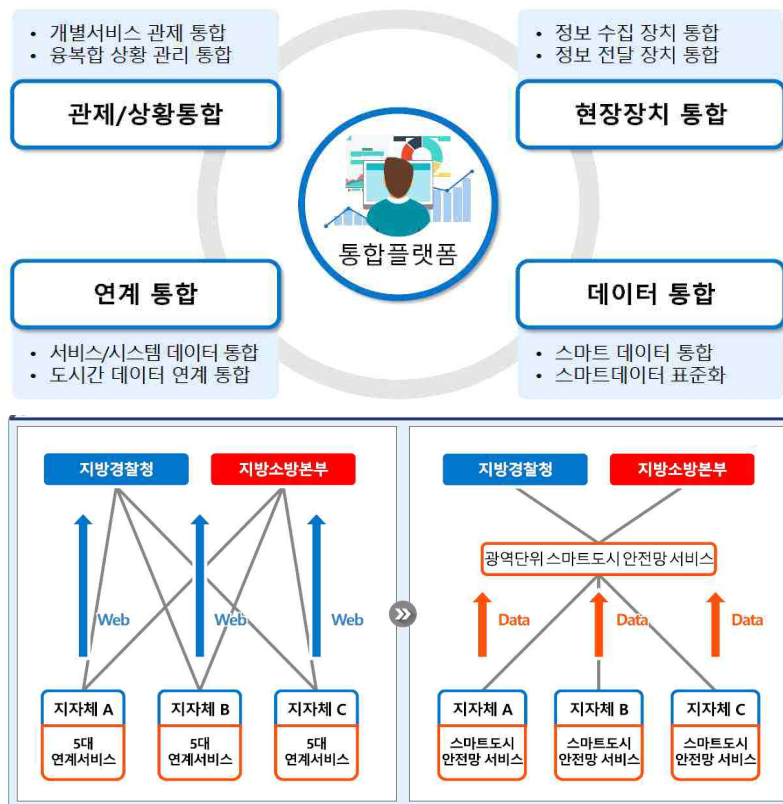 • 개별서비스 관제 통합
• 융복합 상황 관리 통합
관제/상황통합
• 정보 수집 장치 통합
• 정보 전달 장치 통합
현장장치 통합
통합플랫폼
연계 통합
• 서비스/시스템 데이터 통합
• 도시간 데이터 연계 통합
데이터 통합
• 스마트 데이터 통합
• 스마트데이터 표준화
지방경찰청
지방소방본부
Web
Web
Web
지자체 A
5대
연계서비스
지자체 B
5대
연계서비스
지자체 C
5대
연계서비스
지방경찰청
지방소방본부
광역단위 스마트도시 안전망 서비스
Data
Data
Data
지자체 A
스마트도시
안전망 서비스
지자체 B
스마트도시
안전망 서비스
지자체 C
스마트도시
안전망 서비스